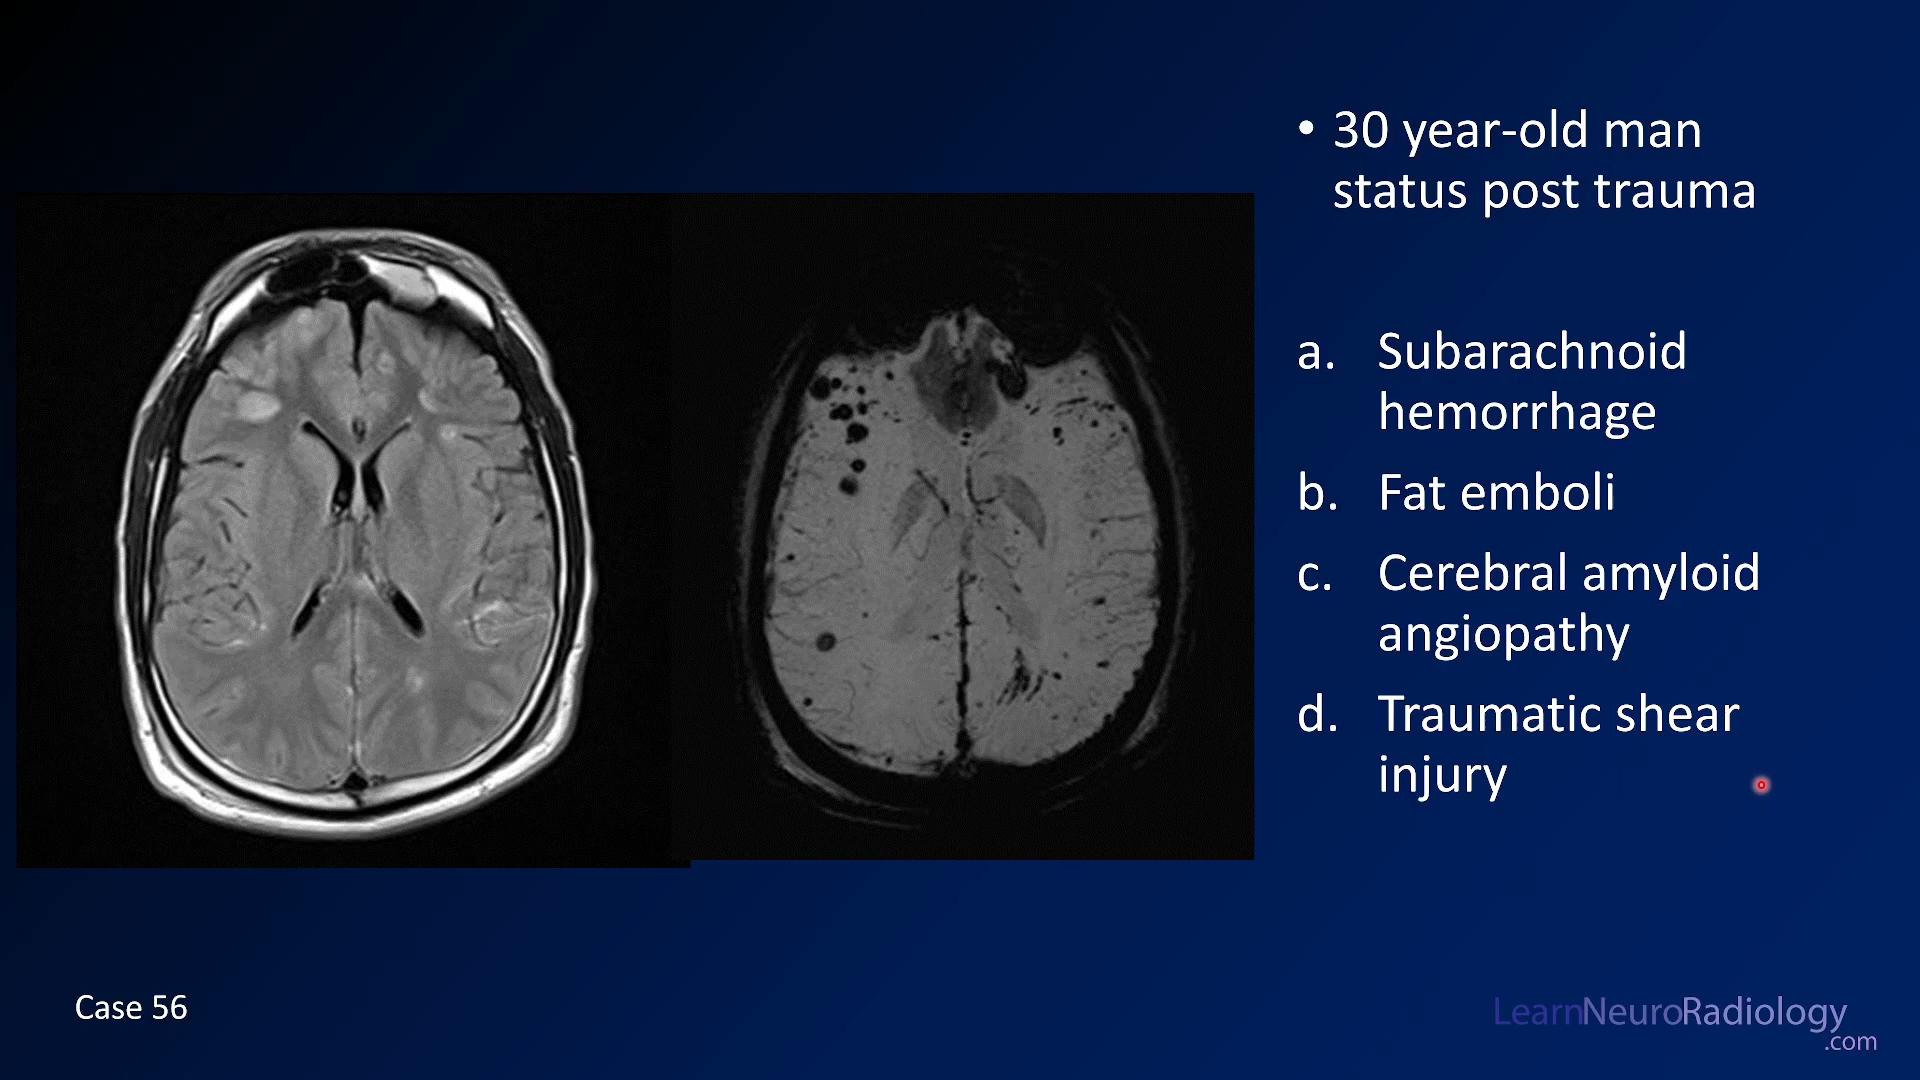 • 30 year-old man
status post trauma
a. Subarachnoid
hemorrhage
b. Fat emboli
c. Cerebral amyloid
angiopathy
d. Traumatic shear
injury
Case 56
LearnNeuroRadiology
.com